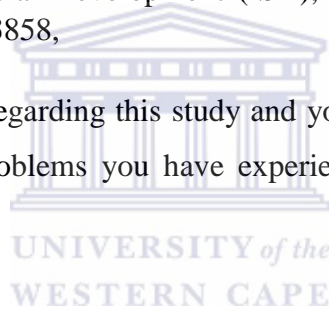 3858,
egarding this study and yo
oblems you have experie
UNIVERSITY of the
WESTERN CAPE